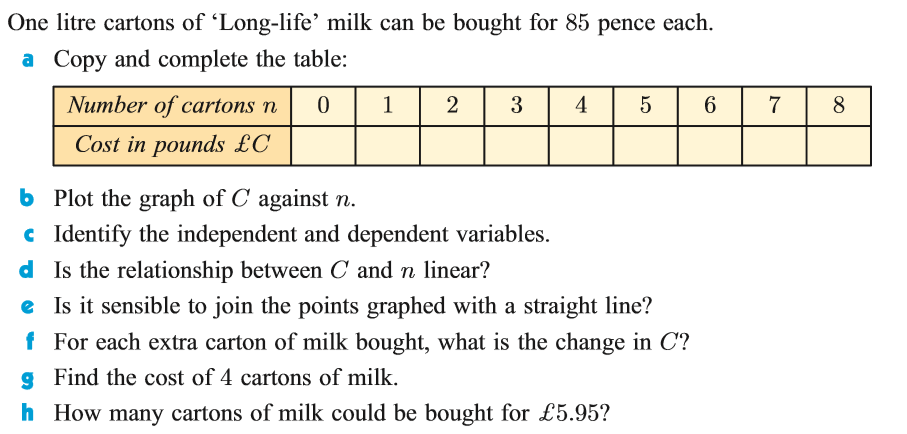 One litre cartons of ‘Long-life’ milk can be bought for 85 pence each.
a Copy and complete the table:
Number of cartons n 0 1 2 3 4 5 6 7 8
Cost in pounds £C
b Plot the graph of C against n.
c Identify the independent and dependent variables.
d Is the relationship between C and n linear?
e Is it sensible to join the points graphed with a straight line?
f For each extra carton of milk bought, what is the change in C?
g Find the cost of 4 cartons of milk.
h How many cartons of milk could be bought for £5.95?